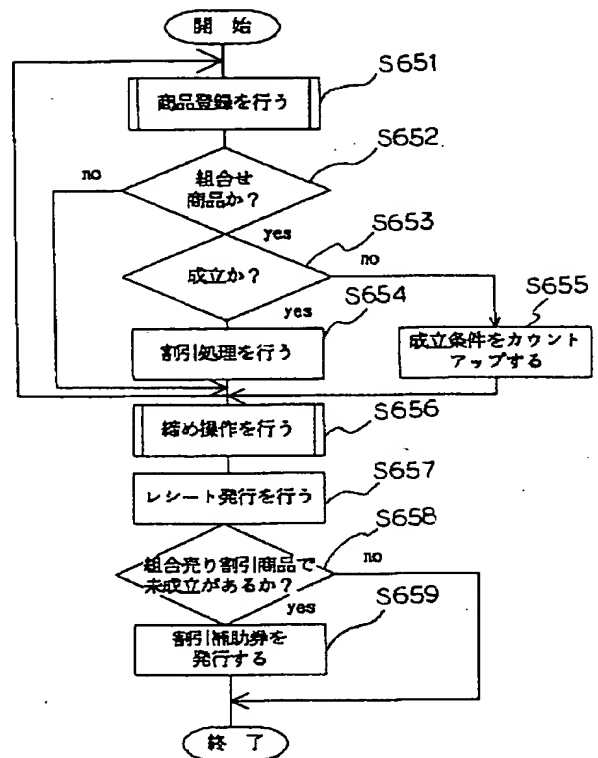 開 始
S651
商品登録を行う
S652
no
組合せ
商品か?
yes
S653
成立か?
no
S654
yes
S655
割引処理を行う
成立条件をカウント
アップする
S656
締め操作を行う
S657
レシート発行を行う
S658
組合売り割引商品で
未成立があるか?
no
yes
S659
割引補助券を
発行する
終 了